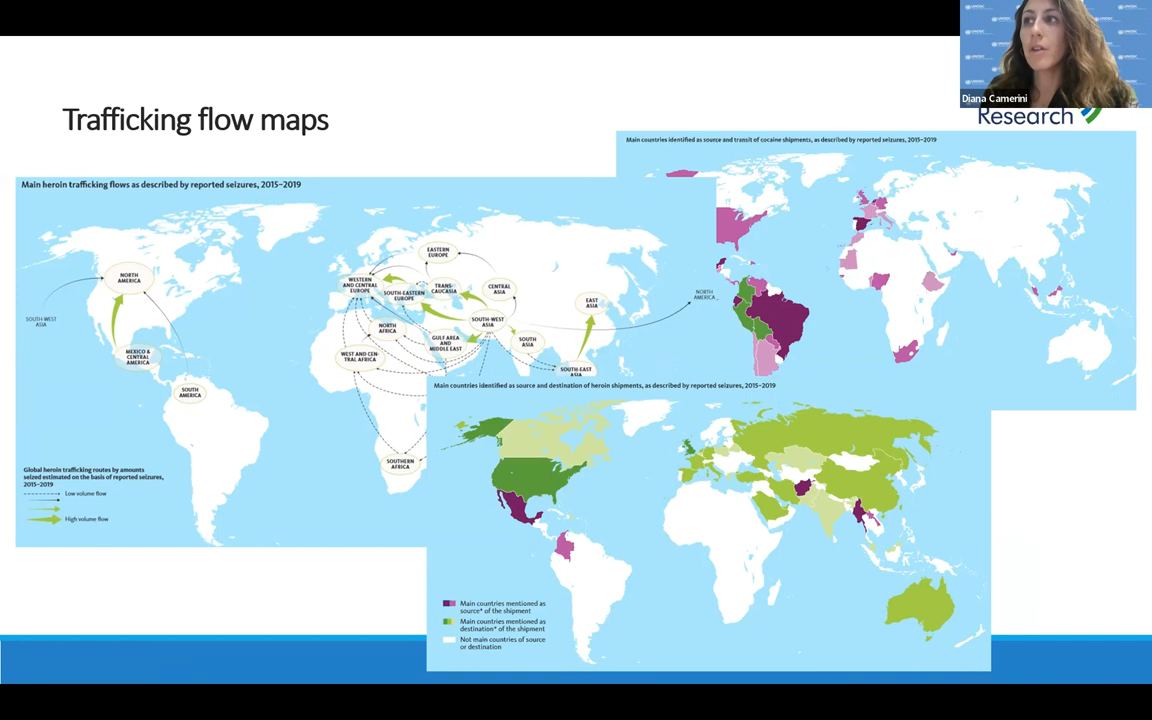 Diana Camerini
Research
Trafficking flow maps
Main countries identified as source and transit of cocaine shipments, as described by reported seizures, 2015–2019
Main heroin trafficking flows as described by reported seizures, 2015–2019
EASTERN
EUROPE
NORTH
AMERICA
WESTERN
AND CENTRAL
EUROPE
SOUTH-EASTERN
EUROPE
TRANS-
CAUCASIA
CENTRAL
ASIA
NORTH
AMERICA
EAST
ASIA
SOUTH-WEST
ASIA
SOUTH-WEST
ASIA
NORTH
AFRICA
GULF AREA
AND
MIDDLE EAST
SOUTH
ASIA
MEXICO &
CENTRAL
AMERICA
WEST AND CEN-
TRAL AFRICA
SOUTH-EAST
ASIA
SOUTH
AMERICA
SOUTHERN
AFRICA
Global heroin trafficking routes by amounts
seized estimated on the basis of reported seizures,
2015–2019
Low volume flow
High volume flow
Main countries identified as source and destination of heroin shipments, as described by reported seizures, 2015–2019
Main countries mentioned as
source* of the shipment
Main countries mentioned as
destination* of the shipment
Not main countries of source
or destination